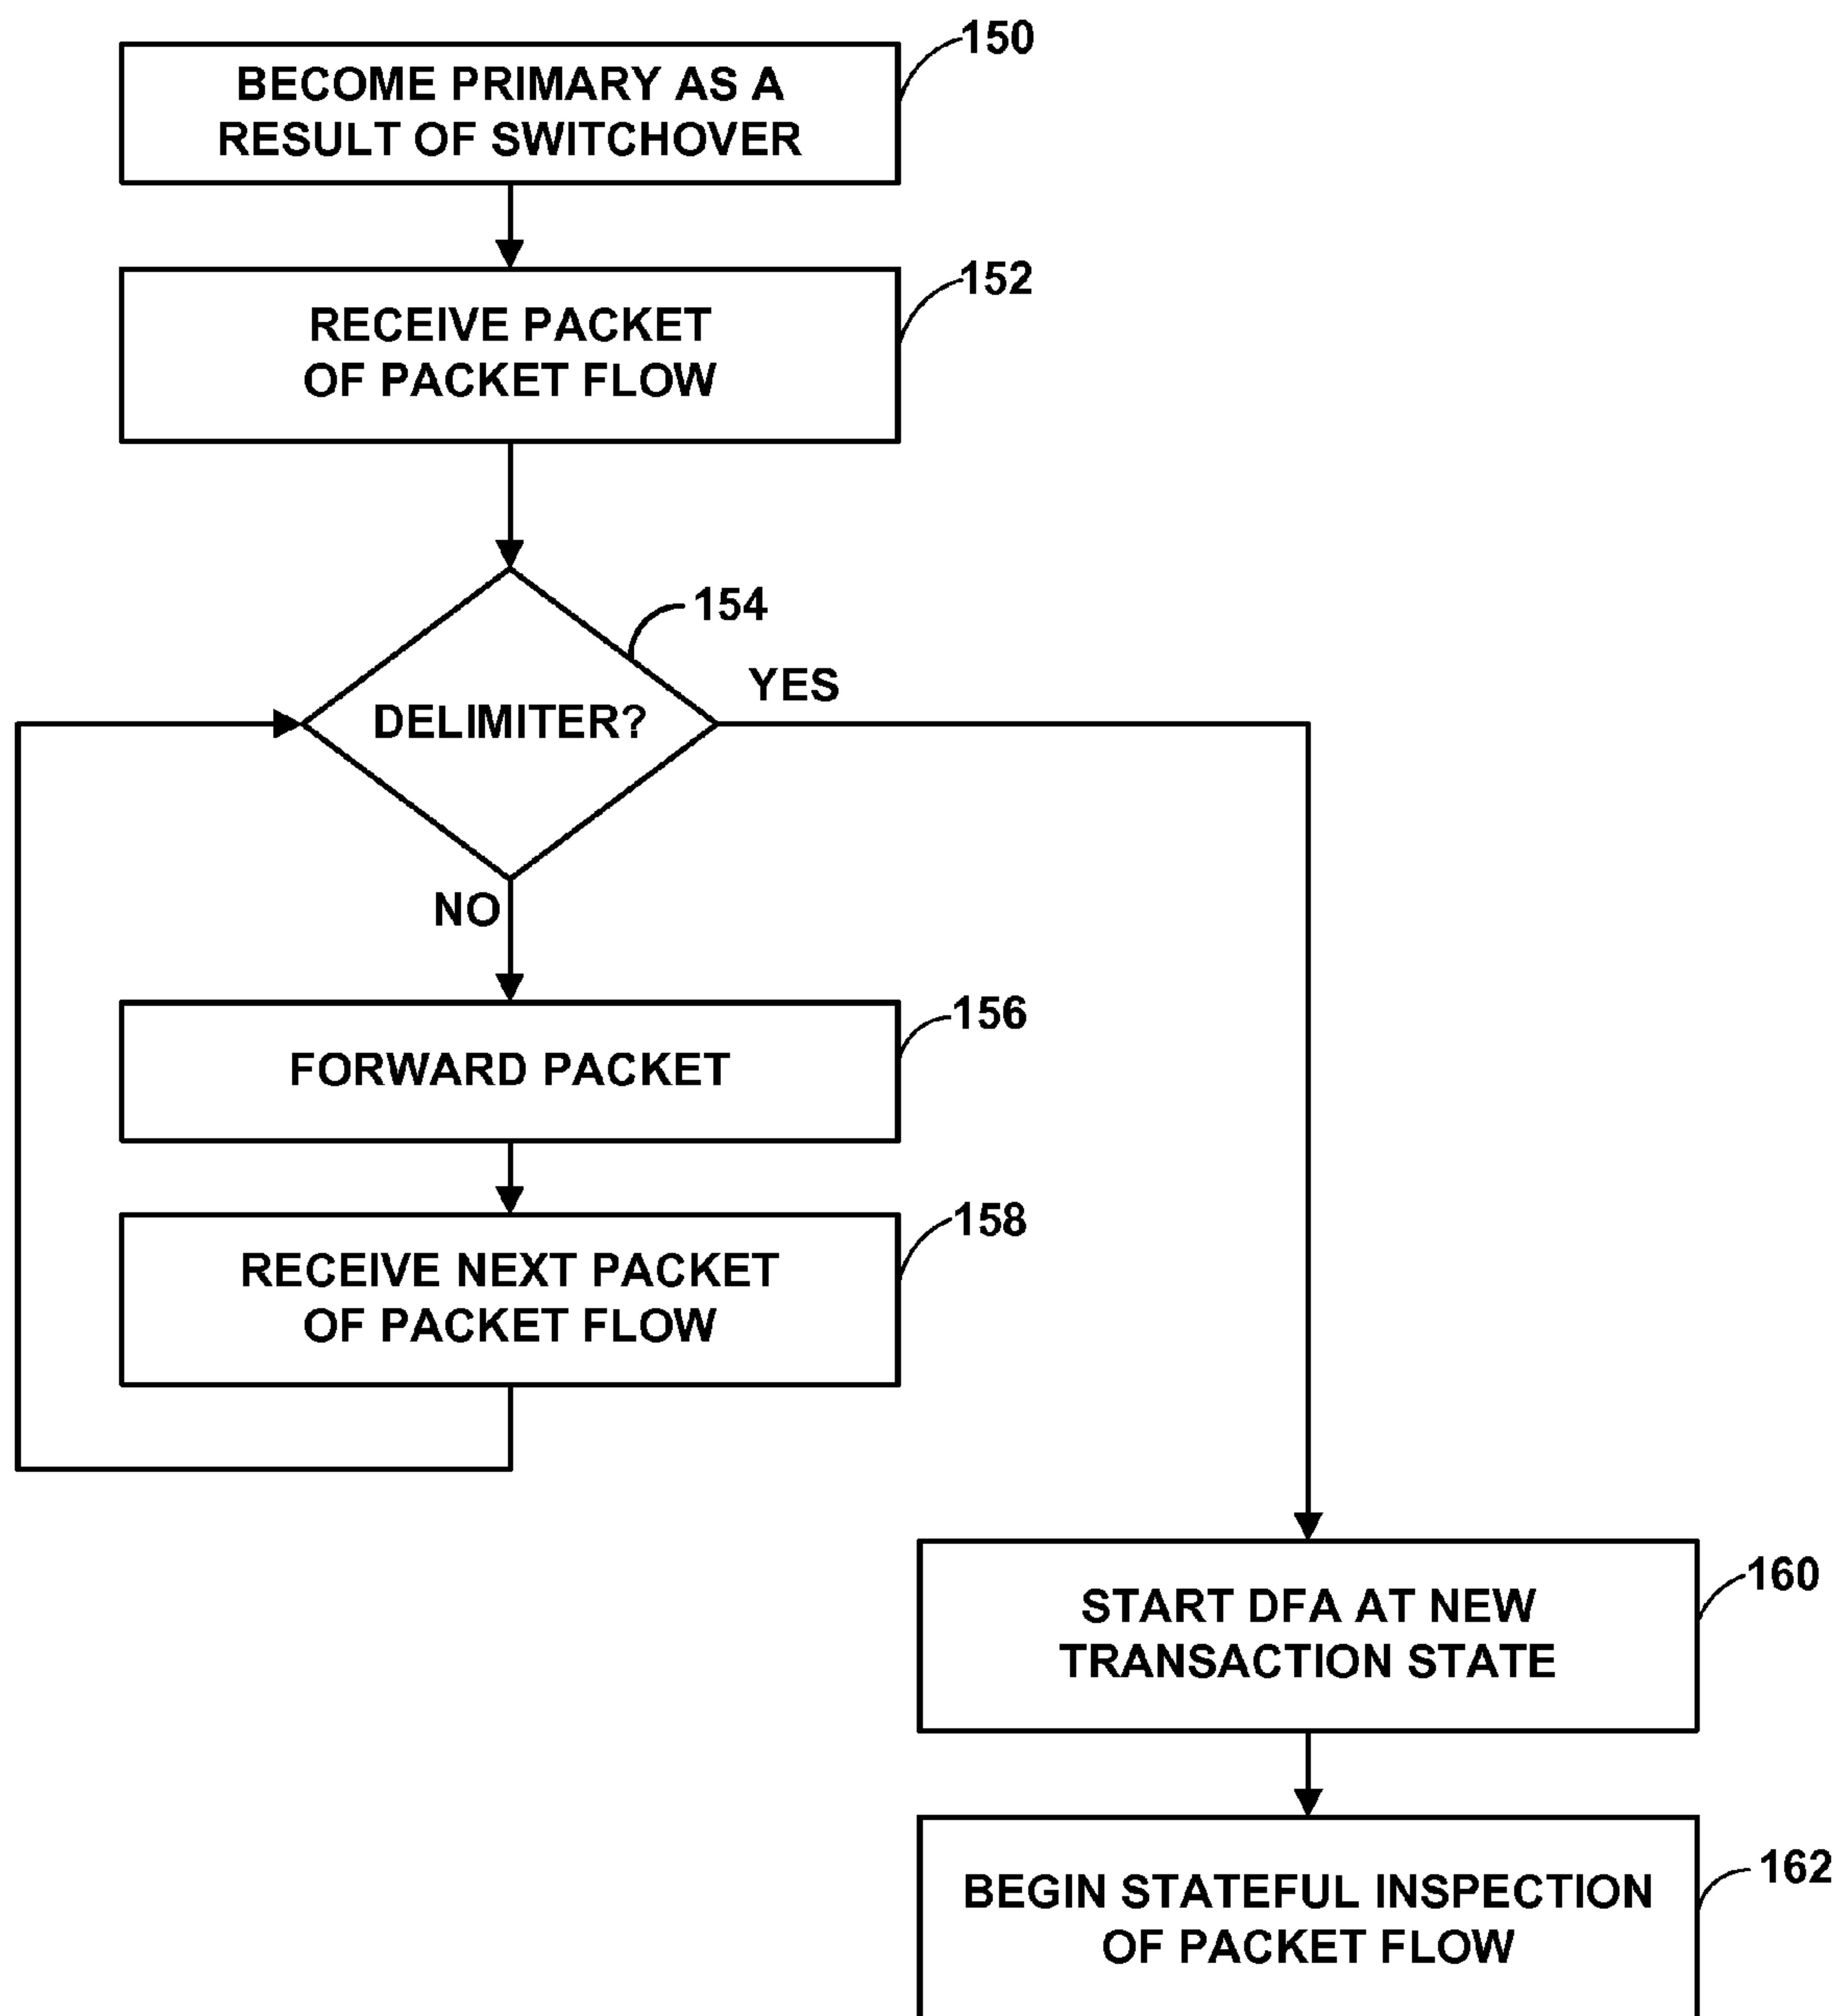 150
BECOME PRIMARY AS A
RESULT OF SWITCHOVER
152
RECEIVE PACKET
OF PACKET FLOW
154
DELIMITER?
YES
NO
156
FORWARD PACKET
158
RECEIVE NEXT PACKET
OF PACKET FLOW
160
START DFA AT NEW
TRANSACTION STATE
162
BEGIN STATEFUL INSPECTION
OF PACKET FLOW